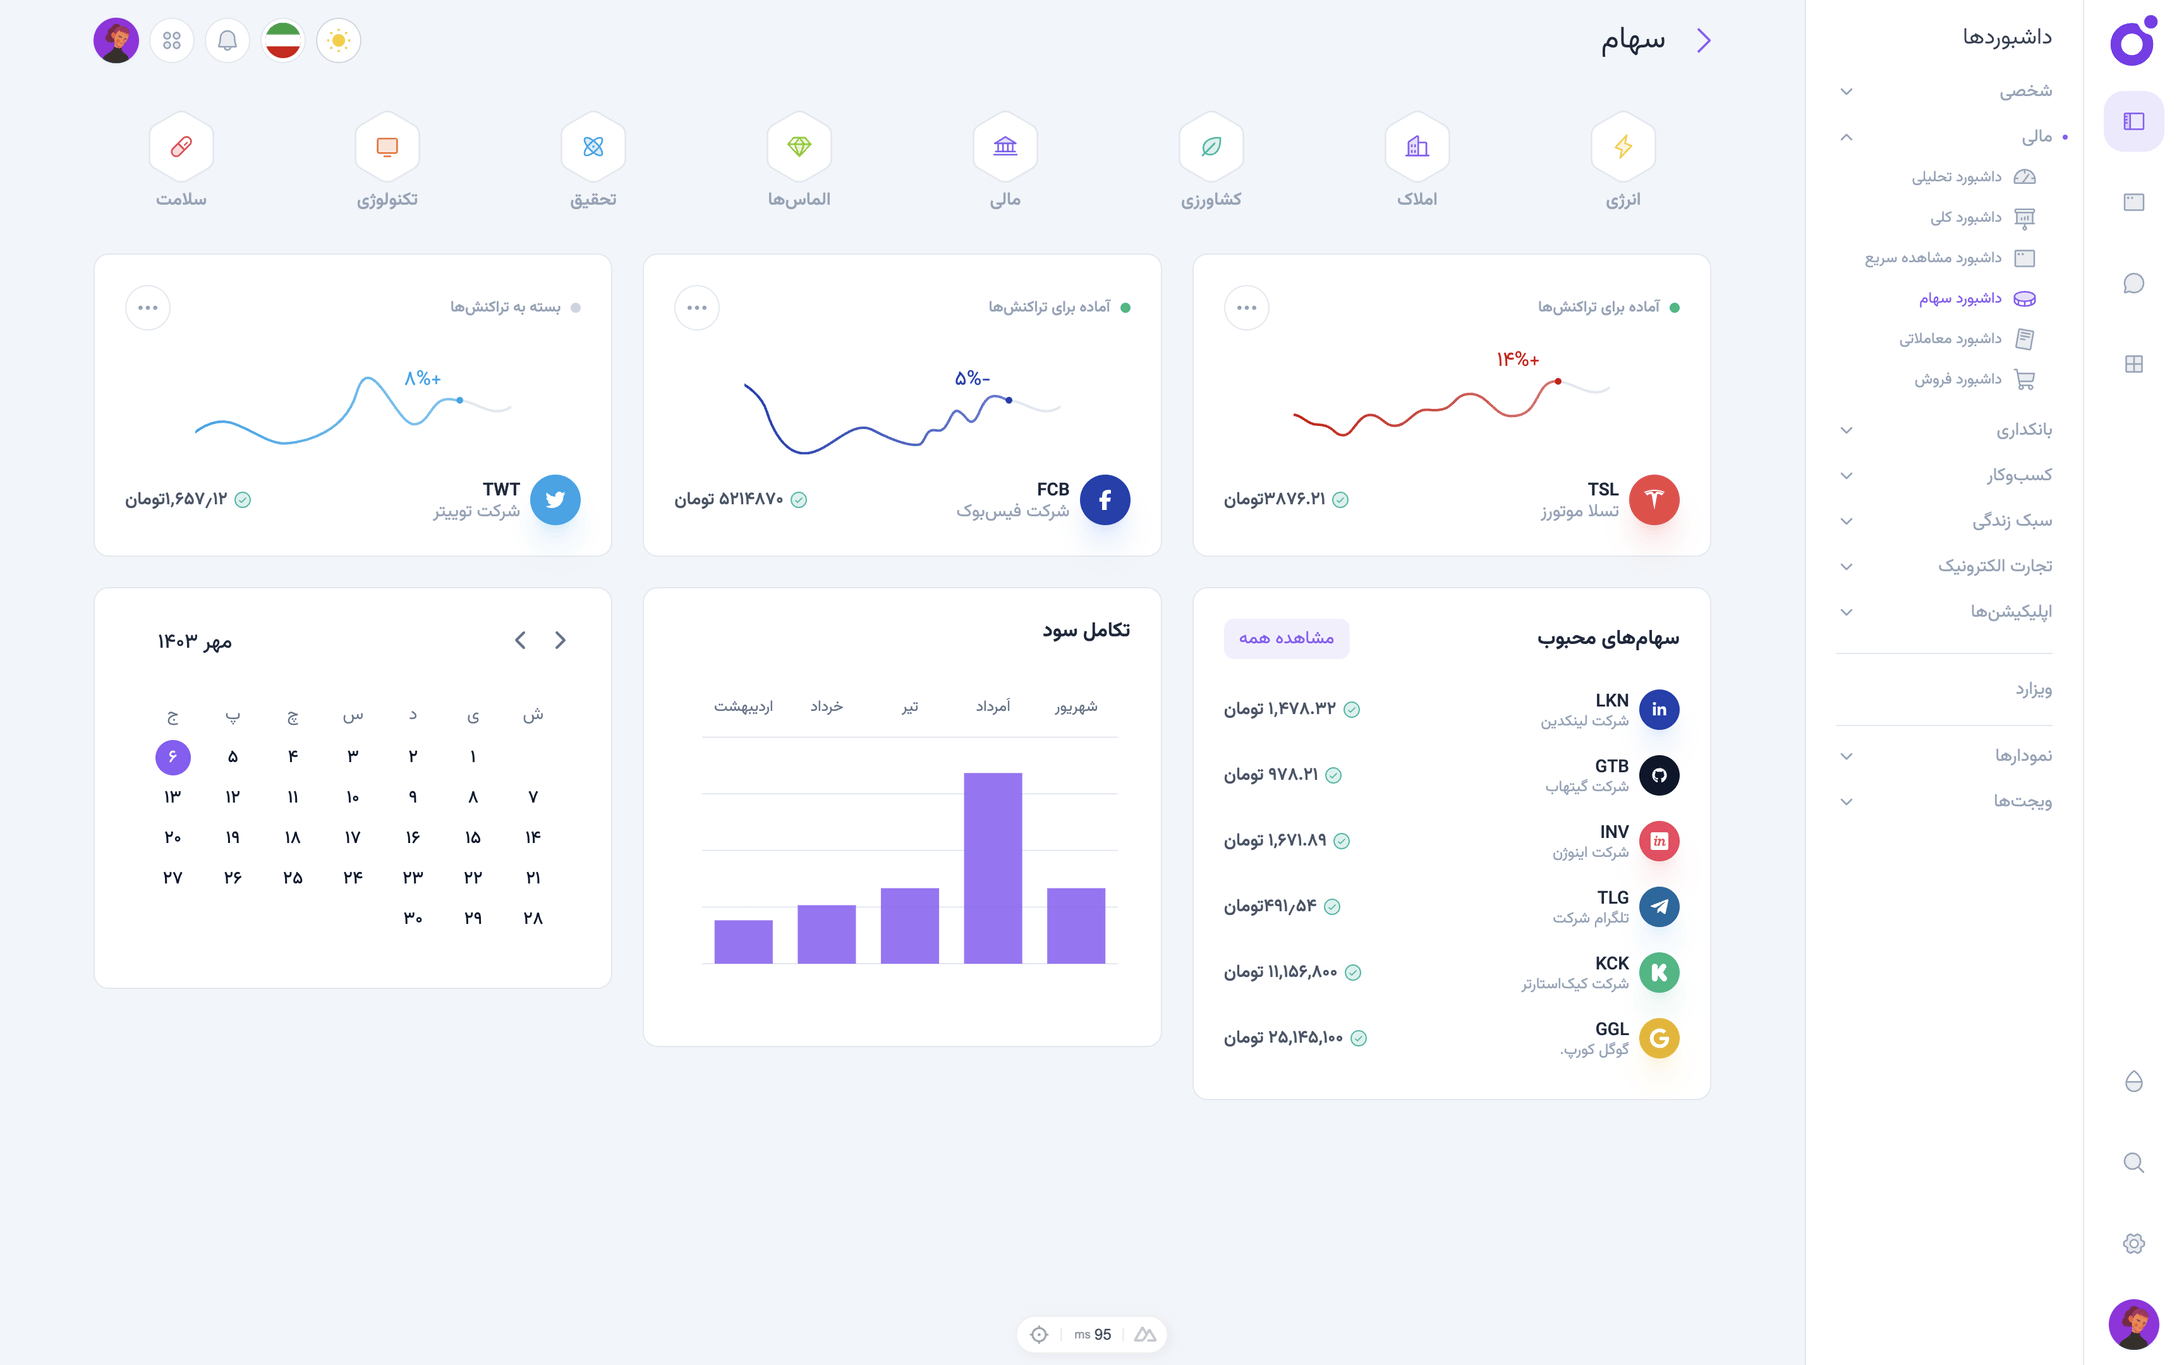 داشبوردها
شخصی
مالی
داشبورد تحلیلی
داشبورد کلی
داشبورد مشاهده سریع
داشبورد سهام
داشبورد معاملاتی
داشبورد فروش
بانکداری
کسب‌وکار
سبک زندگی
تجارت الکترونیک
اپلیکیشن‌ها
ویزارد
نمودارها
ویجت‌ها
سهام
انرژی
املاک
کشاورزی
مالی
الماس‌ها
تحقیق
تکنولوژی
سلامت
آماده برای تراکنش‌ها
+۱۴%
TSL
تسلا موتورز
۳۸۷۶.۲۱تومان
آماده برای تراکنش‌ها
-۵%
FCB
شرکت فیس‌بوک
۵۲۱۴۸۷۰ تومان
بسته به تراکنش‌ها
+۸%
TWT
شرکت توییتر
۱,۶۵۷٫۱۲تومان
سهام‌های محبوب
مشاهده همه
LKN
شرکت لینکدین
۱,۴۷۸.۳۲ تومان
GTB
شرکت گیتهاب
۹۷۸.۲۱ تومان
INV
شرکت اینوژن
۱,۶۷۱.۸۹ تومان
TLG
تلگرام شرکت
۴۹۱٫۵۴تومان
KCK
شرکت کیک‌استارتر
۱۱,۱۵۶,۸۰۰ تومان
GGL
گوگل کورپ.
۲۵,۱۴۵,۱۰۰ تومان
تکامل سود
شهریور اَمرداد تیر خرداد اردیبهشت
مهر ۱۴۰۳
ش ی د س چ پ ج
۱ ۲ ۳ ۴ ۵ ۶
۷ ۸ ۹ ۱۰ ۱۱ ۱۲ ۱۳
۱۴ ۱۵ ۱۶ ۱۷ ۱۸ ۱۹ ۲۰
۲۱ ۲۲ ۲۳ ۲۴ ۲۵ ۲۶ ۲۷
۲۸ ۲۹ ۳۰
95 ms